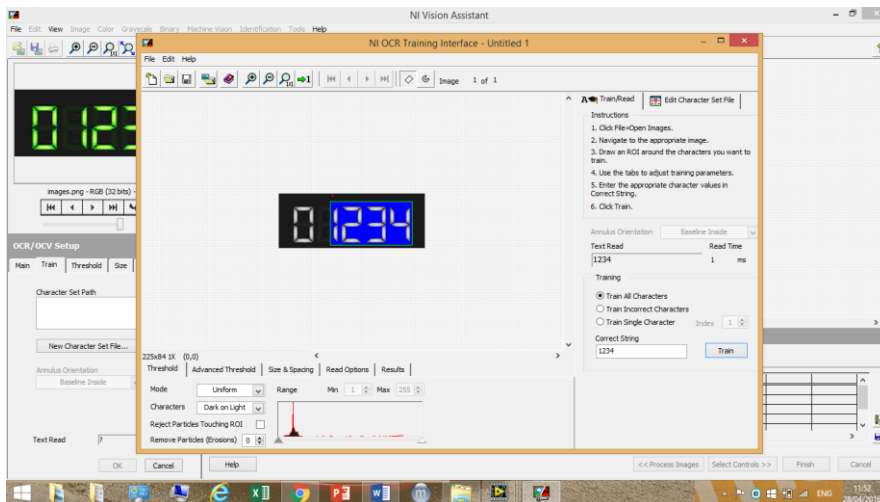 NI Vision Assistant
File Edit View Image Color Grayscale Binary Machine Vision Identification Tools Help
NI OCR Training Interface - Untitled 1
File Edit Help
Image 1 of 1
0123
images.png - RGB (32 bits) -
OCR/OCV Setup
Main Train Threshold Size
Character Set Path
New Character Set File...
Annulus Orientation
Baseline Inside
Text Read ?
OK
01234
225x84 1X (0,0)
Threshold Advanced Threshold Size & Spacing Read Options Results
Mode Uniform Range Min 1 Max 255
Characters Dark on Light
Reject Particles Touching ROI
Remove Particles (Erosions) 0
Train/Read Edit Character Set File
Instructions
1. Click File>Open Images.
2. Navigate to the appropriate image.
3. Draw an ROI around the characters you want to
train.
4. Use the tabs to adjust training parameters.
5. Enter the appropriate character values in
Correct String.
6. Click Train.
Annulus Orientation Baseline Inside
Text Read Read Time
1234 1 ms
Training
Train All Characters
Train Incorrect Characters
Train Single Character Index 1
Correct String
1234 Train
Cancel Help << Process Images Select Controls >> Finish Cancel
ENG
11:52
28/04/2016